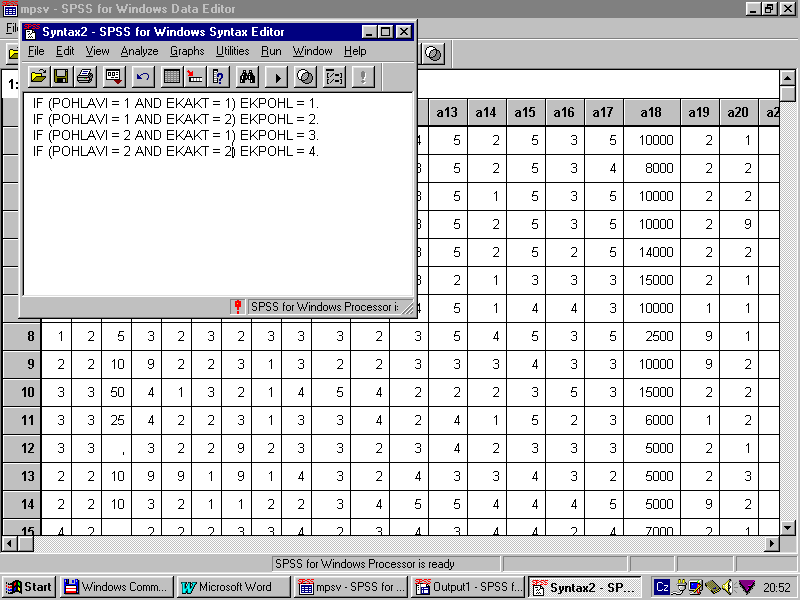 mpsv - SPSS for Windows Data Editor
Syntax2 - SPSS for Windows Syntax Editor
File Edit View Analyze Graphs Utilities Run Window Help
IF (POHLAVI = 1 AND EKAKT = 1) EKPOHL = 1.
IF (POHLAVI = 1 AND EKAKT = 2) EKPOHL = 2.
IF (POHLAVI = 2 AND EKAKT = 1) EKPOHL = 3.
IF (POHLAVI = 2 AND EKAKT = 2) EKPOHL = 4.
SPSS for Windows Processor i
1:
a13 a14 a15 a16 a17 a18 a19 a20
5 2 5 3 5 10000 2 1
5 2 5 3 4 8000 2 2
5 1 5 3 5 10000 2 2
5 2 5 3 5 10000 2 9
5 2 5 2 5 14000 2 2
2 1 3 3 3 15000 2 1
5 1 4 4 3 10000 1 1
8 1 2 5 3 2 3 2 3 3 3 2 3 5 4 5 3 5 2500 9 1
9 2 2 10 9 2 2 3 1 3 2 2 3 3 3 4 3 3 10000 9 2
10 3 3 50 4 1 3 2 1 4 5 4 2 2 2 3 5 3 15000 2 2
11 3 3 25 4 2 2 3 1 3 3 4 2 4 1 5 2 3 6000 1 2
12 3 3 , 3 2 2 9 2 3 3 2 3 4 2 3 3 3 5000 2 1
13 2 2 10 9 9 1 9 1 4 3 2 4 3 3 4 3 2 5000 2 3
14 2 2 10 3 2 1 1 2 2 3 4 5 5 4 4 4 5 5000 9 2
15 4 2 2 2 3 3 4 2 3 4 3 4 4 2 4 7000 2 1
SPSS for Windows Processor is ready
Start Windows Comm... Microsoft Word mpsv - SPSS for ... Output1 - SPSS f... Syntax2 - SP... Cz 20:52